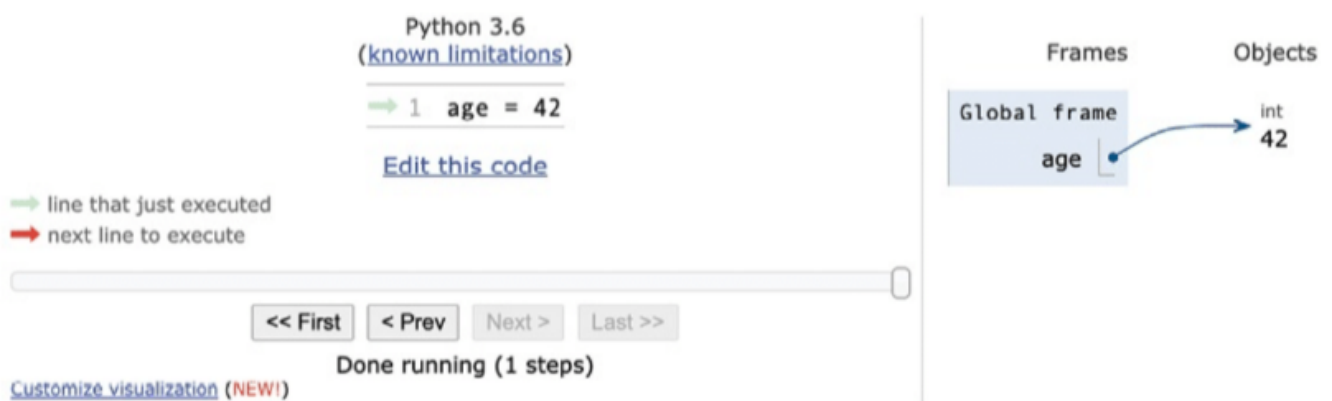 Python 3.6
(known limitations)
1 age = 42
Edit this code
line that just executed
next line to execute
<< First < Prev Next > Last >>
Done running (1 steps)
Customize visualization (NEW!)
Frames Objects
Global frame
age
int
42